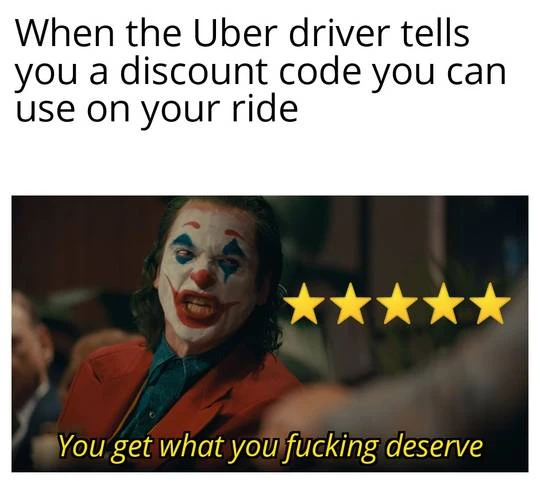 When the Uber driver tells
you a discount code you can
use on your ride
You get what you fucking deserve